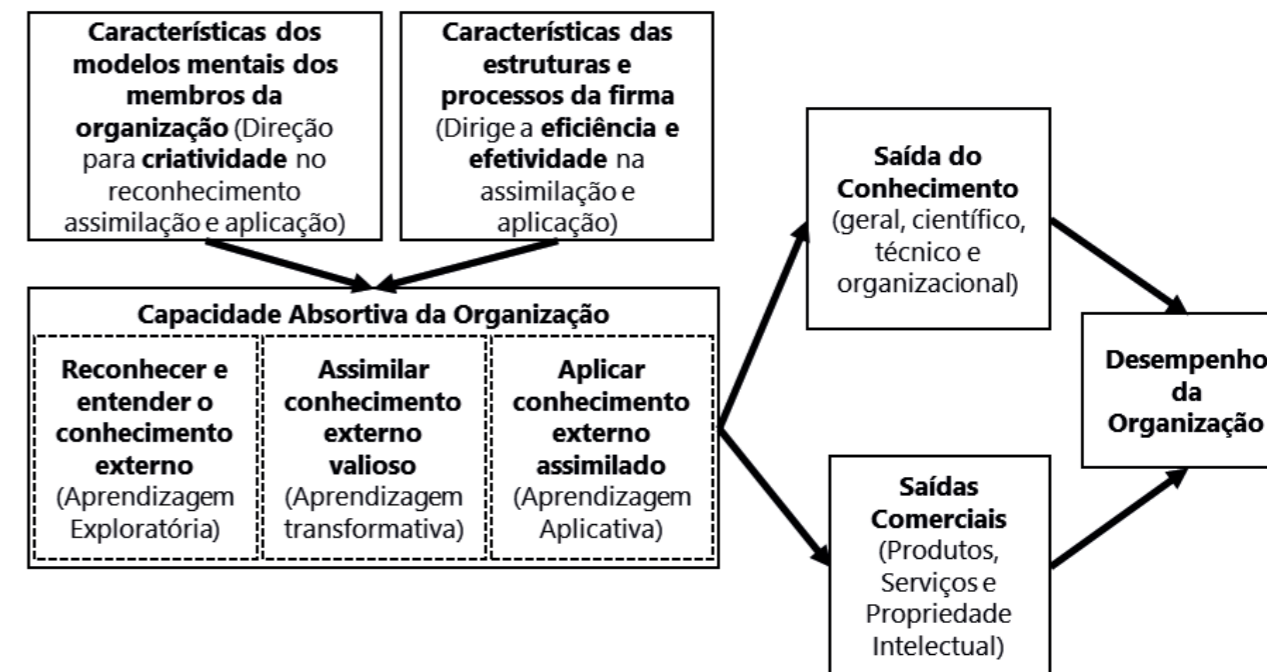 Características dos
modelos mentais dos
membros da
organização (Direção
para criatividade no
reconhecimento
assimilação e aplicação)
Características das
estruturas e
processos da firma
(Dirige a eficiência e
efetividade na
assimilação e
aplicação)
Capacidade Absortiva da Organização
Reconhecer e
entender o
conhecimento
externo
(Aprendizagem
Exploratória)
Assimilar
conhecimento
externo
valioso
(Aprendizagem
transformativa)
Aplicar
conhecimento
externo
assimilado
(Aprendizagem
Aplicativa)
Saída do
Conhecimento
(geral, científico,
técnico e
organizacional)
Saídas
Comerciais
(Produtos,
Serviços e
Propriedade
Intelectual)
Desempenho
da
Organização